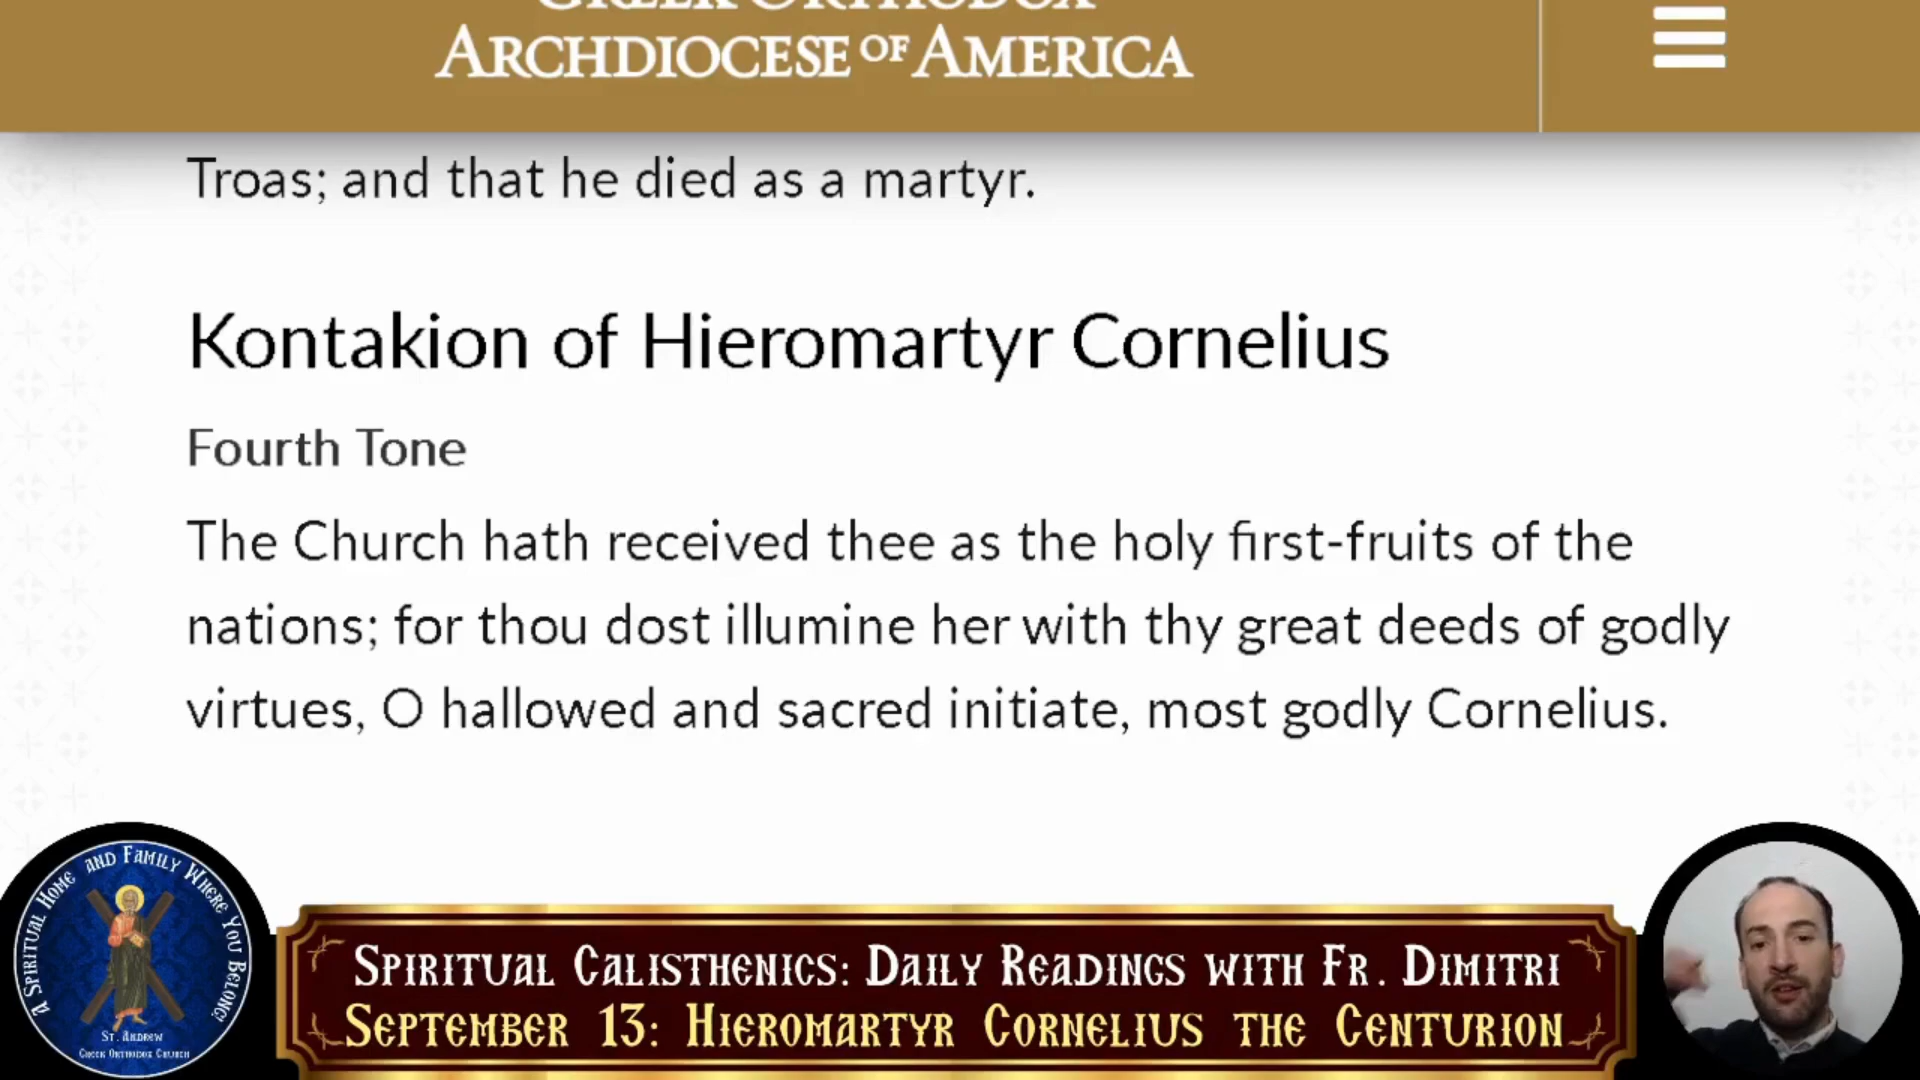 GREEK ORTHODOX
ARCHDIOCESE OF AMERICA
Troas; and that he died as a martyr.
Kontakion of Hieromartyr Cornelius
Fourth Tone
The Church hath received thee as the holy first-fruits of the
nations; for thou dost illumine her with thy great deeds of godly
virtues, O hallowed and sacred initiate, most godly Cornelius.
A Spiritual Home and Family Where You Belong!
St. Andrew
Greek Orthodox Church
Spiritual Calisthenics: Daily Readings with Fr. Dimitri
September 13: Hieromartyr Cornelius the Centurion